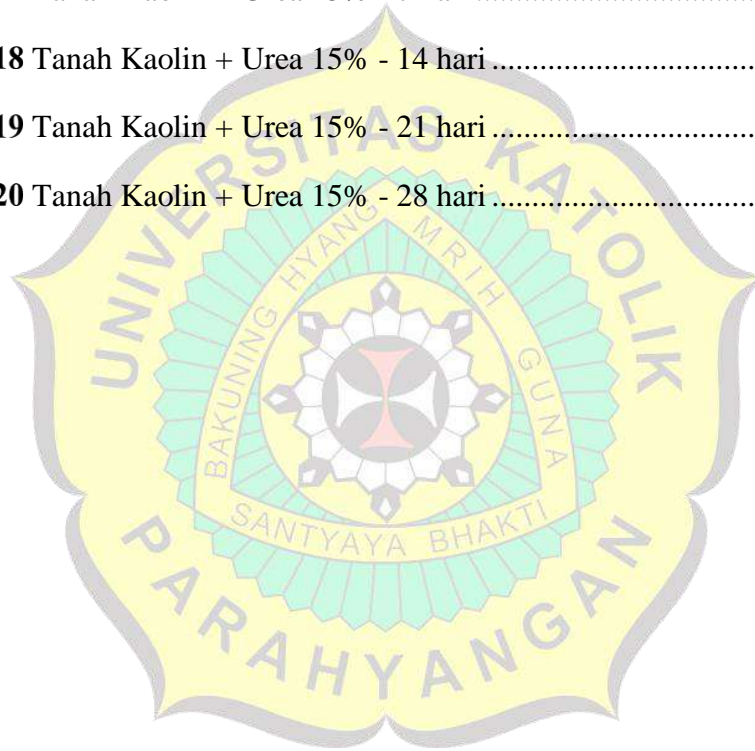 18 Tanah Kaolin + Urea 15% - 14 hari ..............................
19 Tanah Kaolin + Urea 15% - 21 hari ..............................
20 Tanah Kaolin + Urea 15% - 28 hari ..............................
UNIVERSITAS KATOLIK
PARAHYANGAN
BAKUNING HYANG MRIH GUNA
SANTYAYA BHAKTI